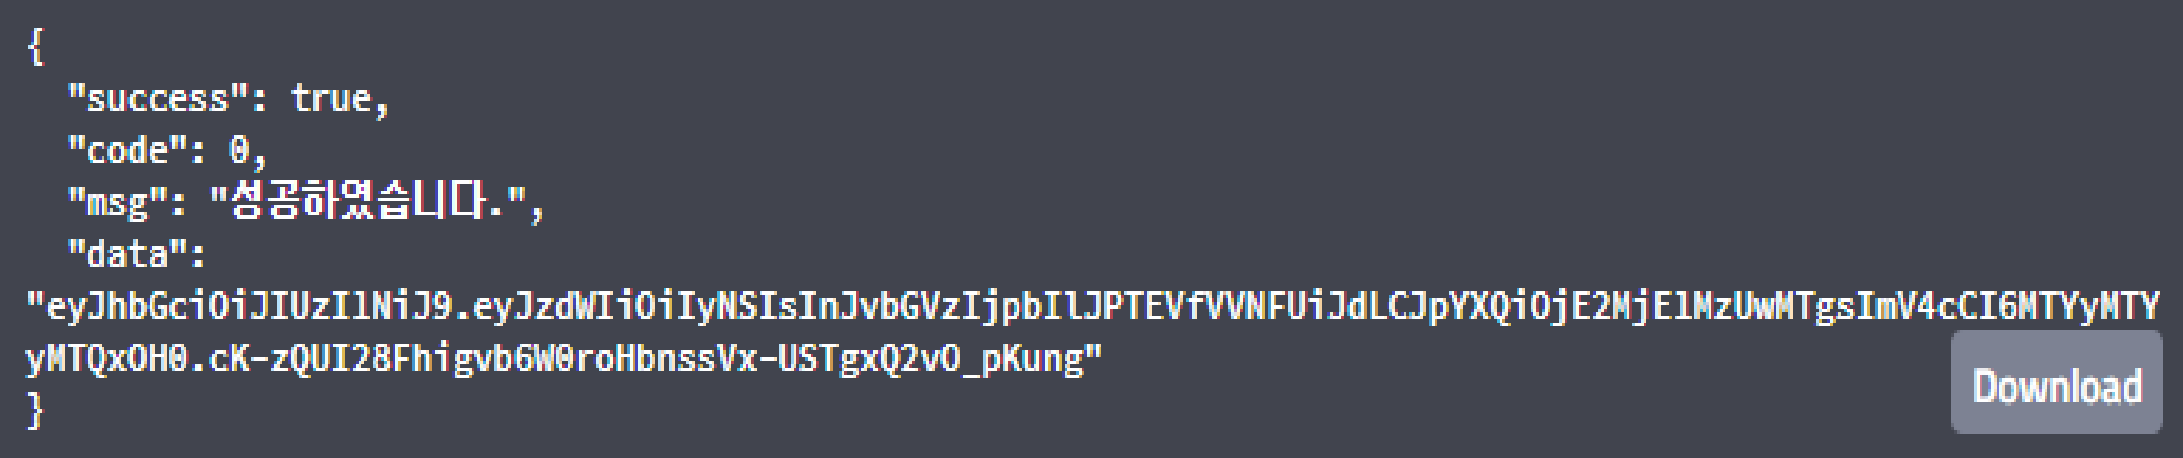 {
"success": true,
"code": 0,
"msg": "성공하였습니다.",
"data":
"eyJhbGciOiJIUzI1NiJ9.eyJzdWIiOiIyNSIsInJvbGVzIjpbIlJPTEVfVVNFUiJdLCJpYXQiOjE2MjE1MzUwMTgsImV4cCI6MTYyMTY
yMTQxOH0.cK-zQUI28Fhigvb6W0roHbnssVx-USTgxQ2vO_pKung"
}
Download